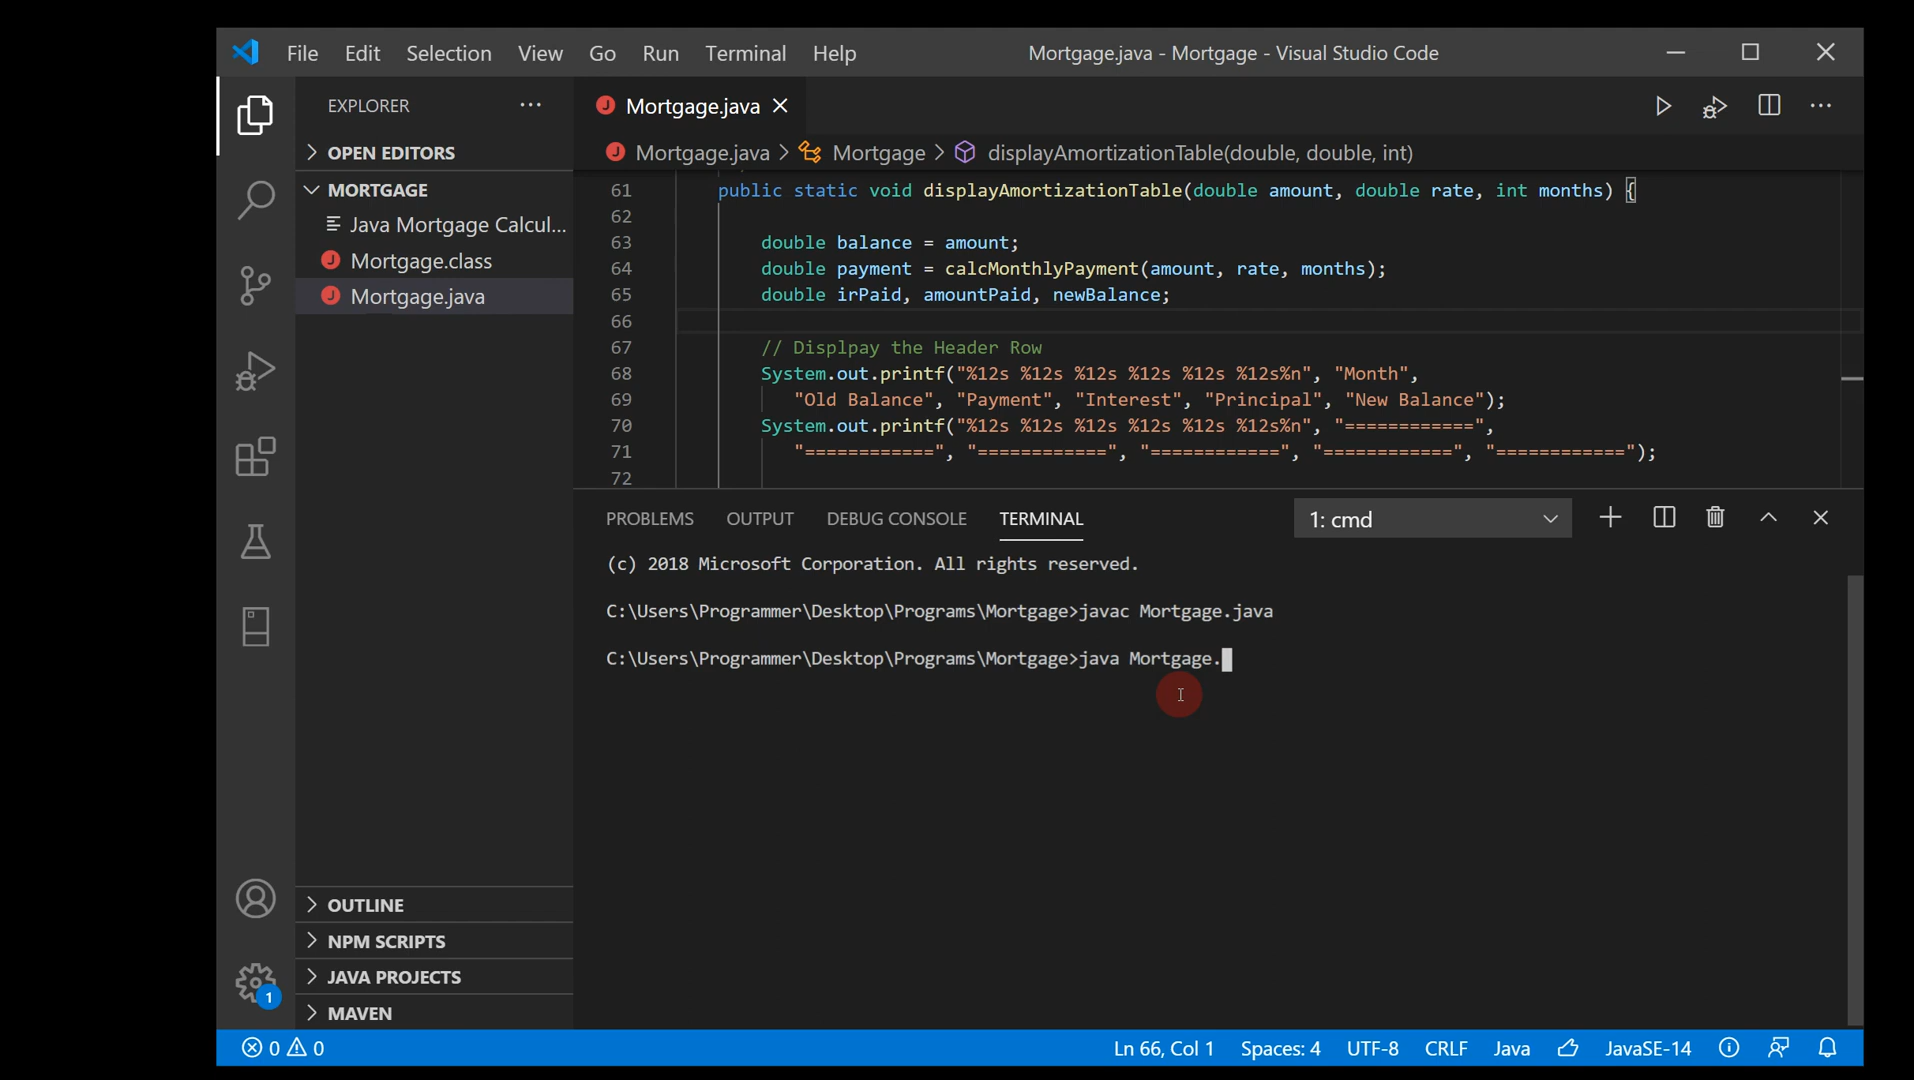 File Edit Selection View Go Run Terminal Help Mortgage.java - Mortgage - Visual Studio Code
EXPLORER
OPEN EDITORS
MORTGAGE
Java Mortgage Calcul...
Mortgage.class
Mortgage.java
OUTLINE
NPM SCRIPTS
JAVA PROJECTS
MAVEN
1
Mortgage.java
Mortgage.java > Mortgage > displayAmortizationTable(double, double, int)
61 public static void displayAmortizationTable(double amount, double rate, int months) {
62
63 double balance = amount;
64 double payment = calcMonthlyPayment(amount, rate, months);
65 double irPaid, amountPaid, newBalance;
66
67 // Displpay the Header Row
68 System.out.printf("%12s %12s %12s %12s %12s %12s%n", "Month",
69 "Old Balance", "Payment", "Interest", "Principal", "New Balance");
70 System.out.printf("%12s %12s %12s %12s %12s %12s%n", "============",
71 "============", "============", "============", "============", "============");
72
PROBLEMS OUTPUT DEBUG CONSOLE TERMINAL 1: cmd
(c) 2018 Microsoft Corporation. All rights reserved.
C:\Users\Programmer\Desktop\Programs\Mortgage>javac Mortgage.java
C:\Users\Programmer\Desktop\Programs\Mortgage>java Mortgage.
0 0 Ln 66, Col 1 Spaces: 4 UTF-8 CRLF Java JavaSE-14